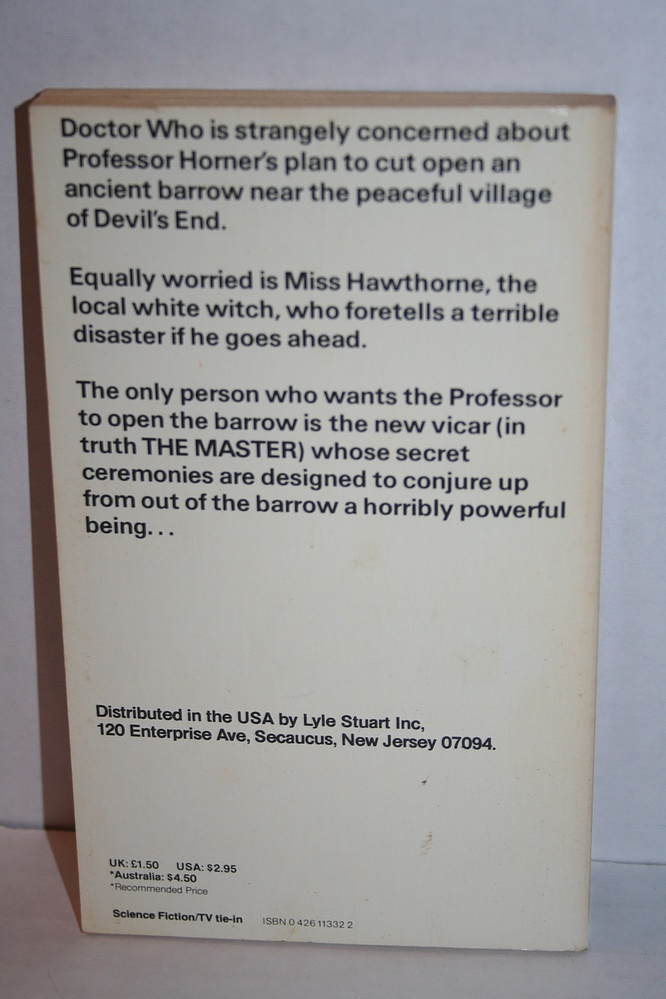 Doctor Who is strangely concerned about
Professor Horner's plan to cut open an
ancient barrow near the peaceful village
of Devil's End.
Equally worried is Miss Hawthorne, the
local white witch, who foretells a terrible
disaster if he goes ahead.
The only person who wants the Professor
to open the barrow is the new vicar (in
truth THE MASTER) whose secret
ceremonies are designed to conjure up
from out of the barrow a horribly powerful
being...
Distributed in the USA by Lyle Stuart Inc,
120 Enterprise Ave, Secaucus, New Jersey 07094.
UK: £1.50 USA: $2.95
*Australia: $4.50
*Recommended Price
Science Fiction/TV tie-in ISBN 0 426 11332 2